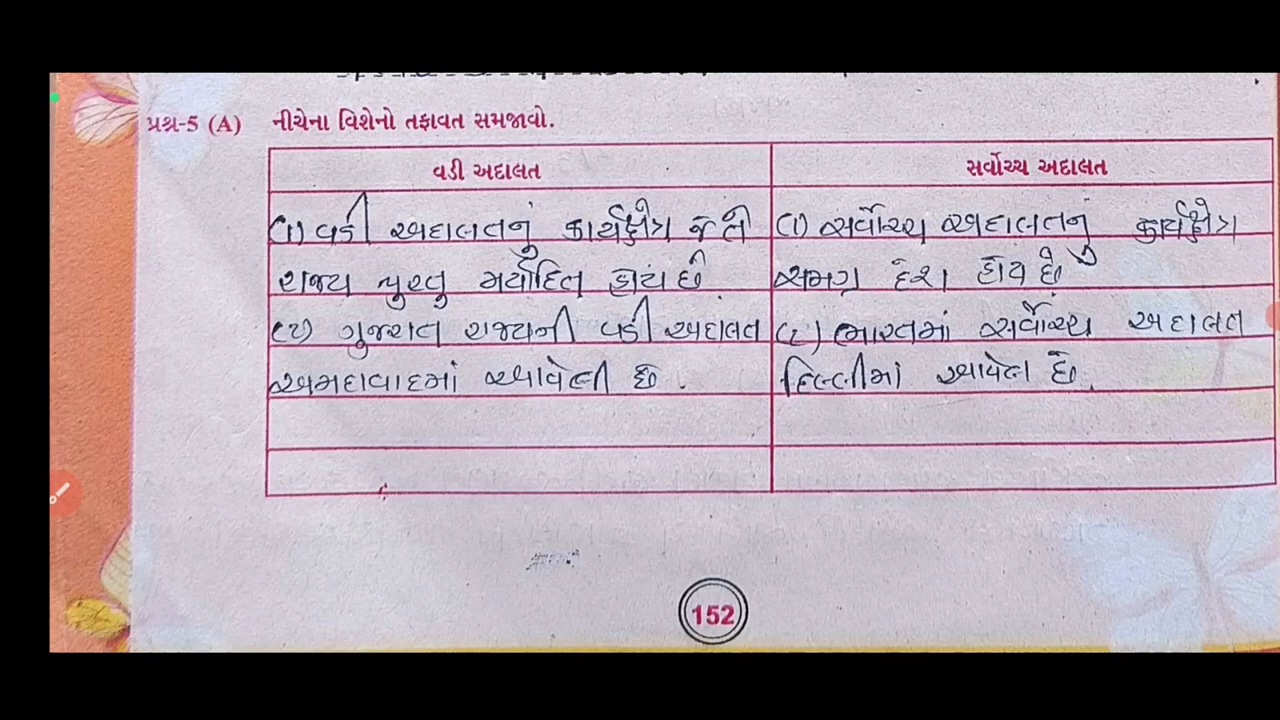 પ્રશ્ન-5 (A) નીચેના વિશેનો તફાવત સમજાવો.
વડી અદાલત
(1) વડી અદાલતનું કાર્યક્ષેત્ર જે તે
રાજ્ય પુરતુ મર્યાદિત હોય છે
(2) ગુજરાત રાજ્યની વડી અદાલત
અમદાવાદમાં આવેલી છે.
સર્વોચ્ચ અદાલત
(1) સર્વોચ્ચ અદાલતનું કાર્યક્ષેત્ર
સમગ્ર દેશ હોય છે
(2) ભારતમાં સર્વોચ્ચ અદાલત
દિલ્લીમાં આવેલ છે.
152